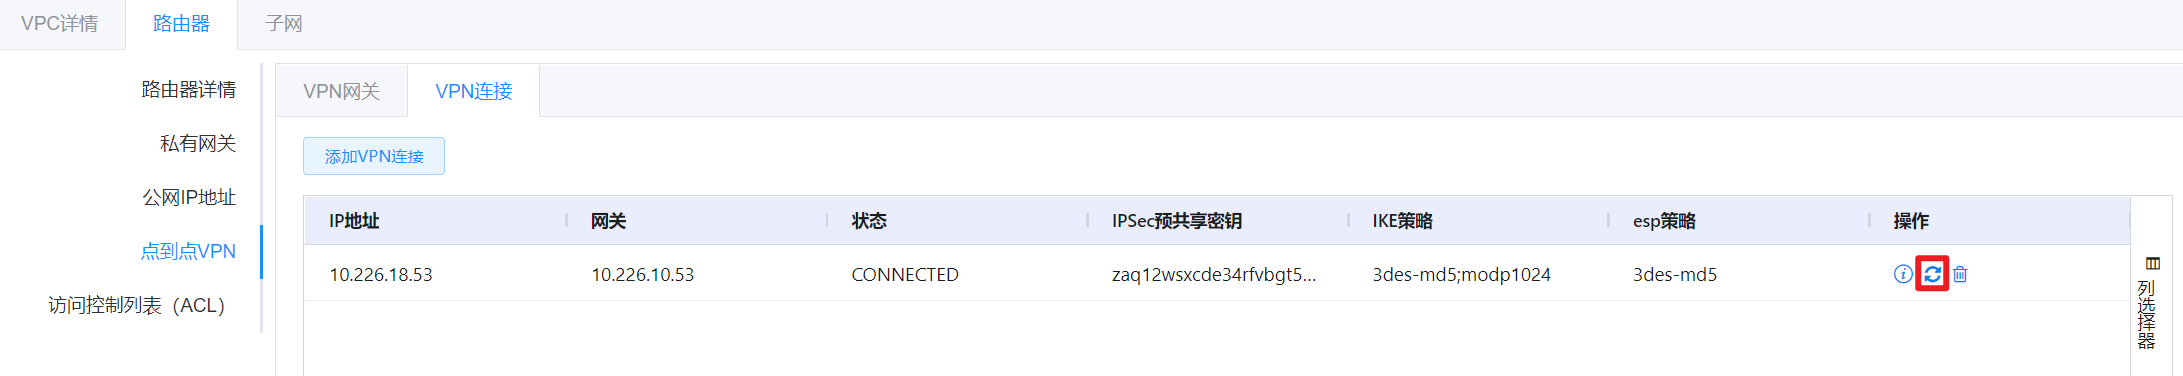 VPC详情 路由器 子网
路由器详情
私有网关
公网IP地址
点到点VPN
访问控制列表（ACL）
VPN网关 VPN连接
添加VPN连接
IP地址 网关 状态 IPSec预共享密钥 IKE策略 esp策略 操作
10.226.18.53 10.226.10.53 CONNECTED zaq12wsxcde34rfvbgt5... 3des-md5;modp1024 3des-md5
列选择器